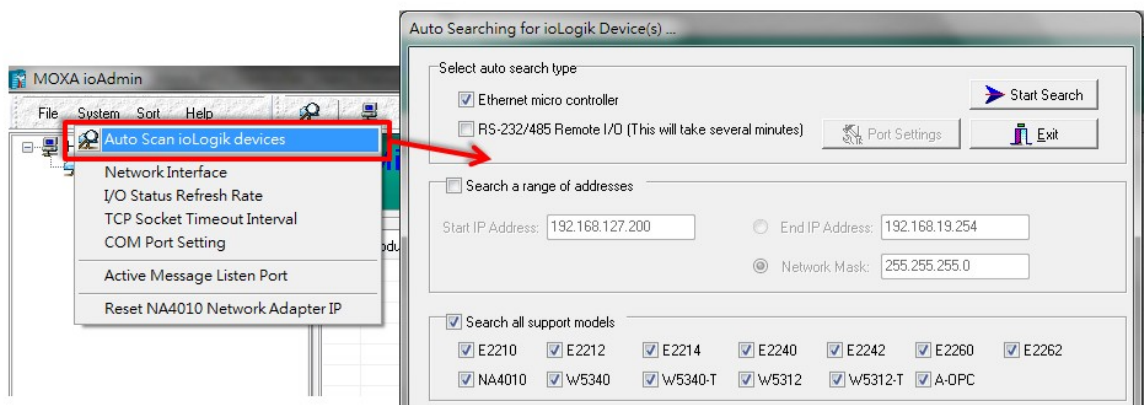 MOXA ioAdmin
File System Sort Help
Auto Scan ioLogik devices
Network Interface
I/O Status Refresh Rate
TCP Socket Timeout Interval
COM Port Setting
Active Message Listen Port
Reset NA4010 Network Adapter IP
Auto Searching for ioLogik Device(s) ...
Select auto search type
Ethernet micro controller
Start Search
RS-232/485 Remote I/O (This will take several minutes)
Port Settings
Exit
Search a range of addresses
Start IP Address: 192.168.127.200
End IP Address: 192.168.19.254
Network Mask: 255.255.255.0
Search all support models
E2210 E2212 E2214 E2240 E2242 E2260 E2262
NA4010 W5340 W5340-T W5312 W5312-T A-OPC